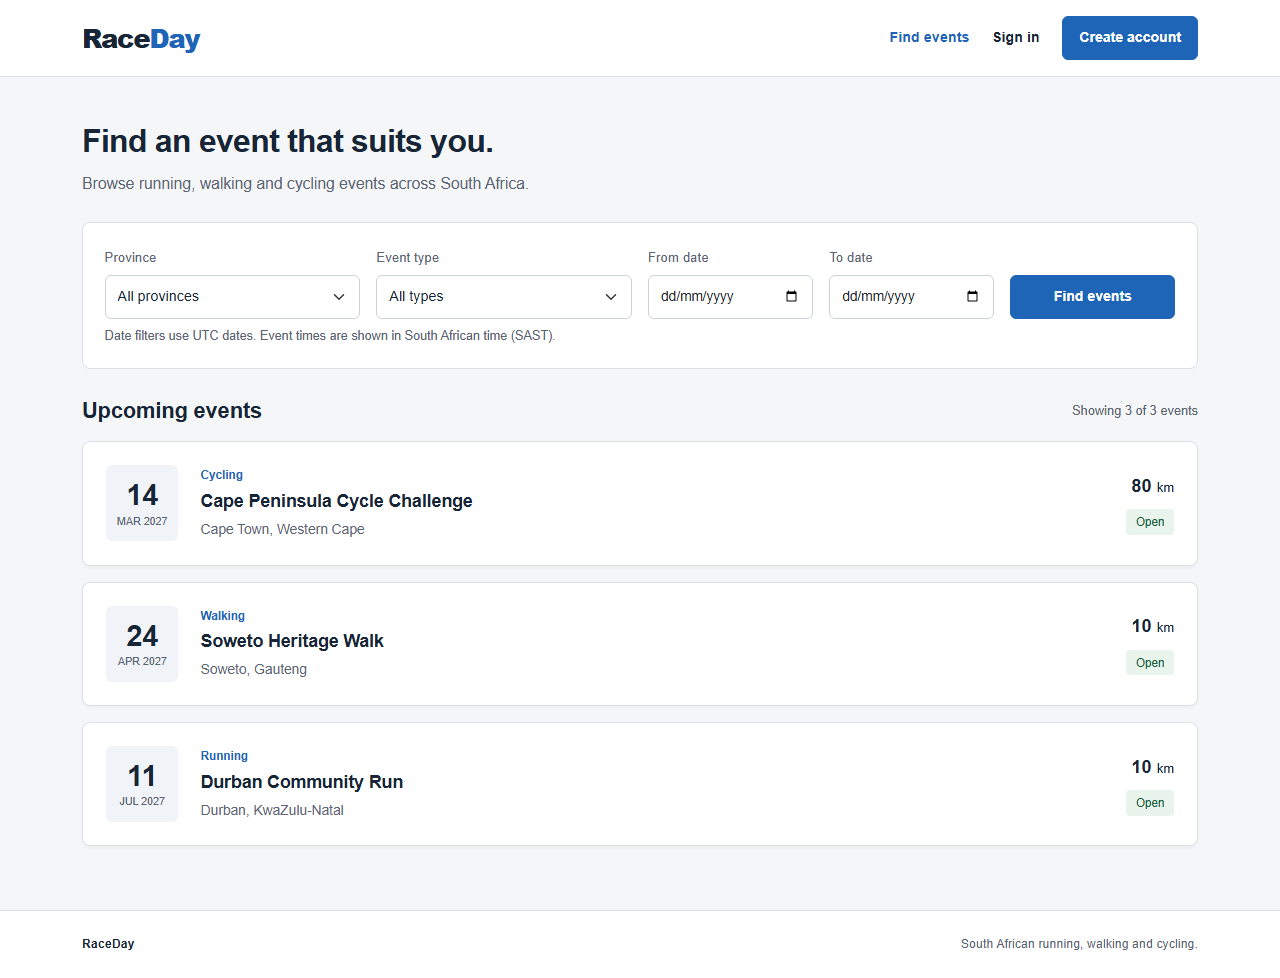 RaceDay
Find events
Sign in
Create account
Find an event that suits you.
Browse running, walking and cycling events across South Africa.
Province
Event type
From date
To date
All provinces
All types
dd/mm/yyyy
dd/mm/yyyy
Find events
Date filters use UTC dates. Event times are shown in South African time (SAST).
Upcoming events
Showing 3 of 3 events
14
MAR 2027
Cycling
Cape Peninsula Cycle Challenge
Cape Town, Western Cape
80 km
Open
24
APR 2027
Walking
Soweto Heritage Walk
Soweto, Gauteng
10 km
Open
11
JUL 2027
Running
Durban Community Run
Durban, KwaZulu-Natal
10 km
Open
RaceDay
South African running, walking and cycling.